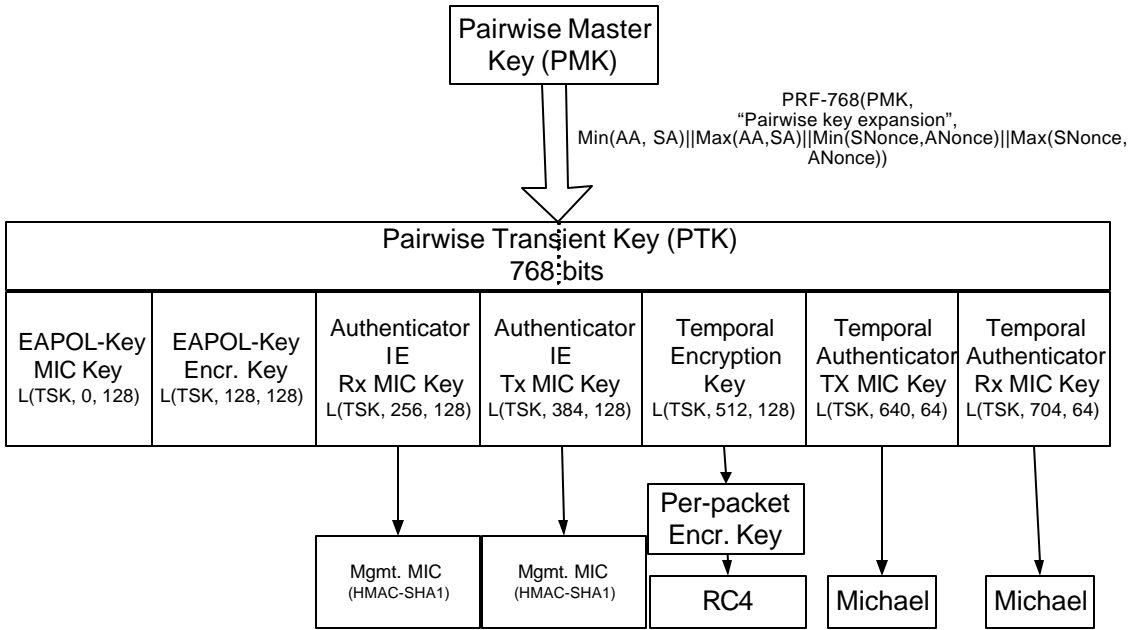 Pairwise Master
Key (PMK)
PRF-768(PMK,
“Pairwise key expansion”,
Min(AA, SA)||Max(AA,SA)||Min(SNonce,ANonce)||Max(SNonce,
ANonce))
Pairwise Transient Key (PTK)
768 bits
EAPOL-Key
MIC Key
L(TSK, 0, 128)
EAPOL-Key
Encr. Key
L(TSK, 128, 128)
Authenticator
IE
Rx MIC Key
L(TSK, 256, 128)
Authenticator
IE
Tx MIC Key
L(TSK, 384, 128)
Temporal
Encryption
Key
L(TSK, 512, 128)
Temporal
Authenticator
TX MIC Key
L(TSK, 640, 64)
Temporal
Authenticator
Rx MIC Key
L(TSK, 704, 64)
Per-packet
Encr. Key
Mgmt. MIC
(HMAC-SHA1)
Mgmt. MIC
(HMAC-SHA1)
RC4
Michael
Michael